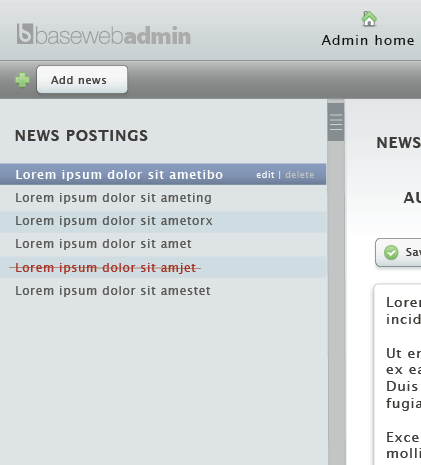 basewebadmin
Admin home
Add news
NEWS POSTINGS
Lorem ipsum dolor sit ametibo
edit | delete
Lorem ipsum dolor sit ameting
Lorem ipsum dolor sit ametorx
Lorem ipsum dolor sit amet
Lorem ipsum dolor sit amjet
Lorem ipsum dolor sit amestet
NEWS
AU
Sav
Lorer
incid
Ut er
ex ea
Duis
fugia
Exce
molli